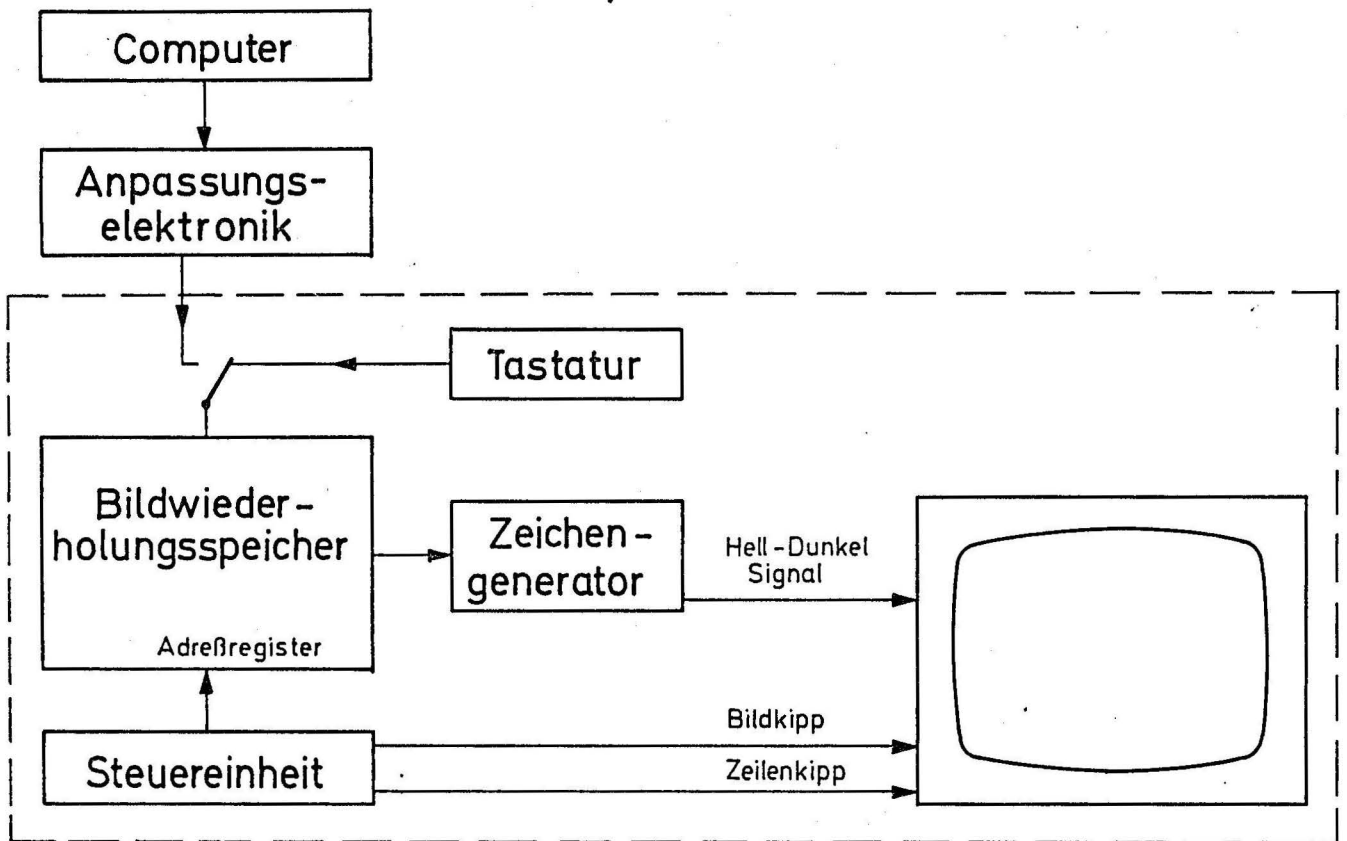 Computer
Anpassungs-
elektronik
Tastatur
Bildwieder-
holungsspeicher
Adreßregister
Zeichen-
generator
Hell-Dunkel
Signal
Bildkipp
Zeilenkipp
Steuereinheit